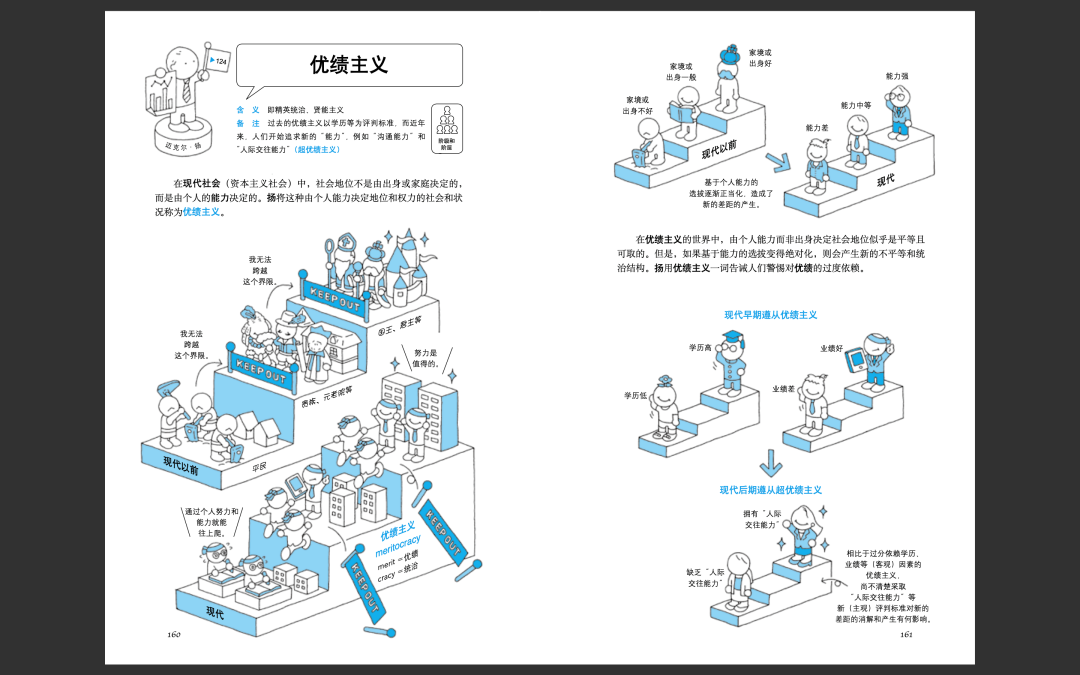 ▶124
优绩主义
迈克尔·扬
含 义 即精英统治、贤能主义
备 注 过去的优绩主义以学历等为评判标准，而近年
来，人们开始追求新的“能力”，例如“沟通能力”和
“人际交往能力”（超优绩主义）
阶圆和
阶层
在现代社会（资本主义社会）中，社会地位不是由出身或家庭决定的，
而是由个人的能力决定的。扬将这种由个人能力决定地位和权力的社会和状
况称为优绩主义。
我无法
跨越
这个界限。
KEEP OUT
国王、君主等
我无法
跨越
这个界限。
KEEP OUT
贵族、元老院等
努力是
值得的。
现代以前
平民
通过个人努力和
能力就能
往上爬。
优绩主义
meritocracy
merit =优绩
cracy =统治
KEEP OUT
KEEP OUT
现代
160
家境或
出身好
家境或
出身一般
家境或
出身不好
现代以前
能力强
能力中等
能力差
现代
基于个人能力的
选拔逐渐正当化，造成了
新的差距的产生。
在优绩主义的世界中，由个人能力而非出身决定社会地位似乎是平等且
可取的。但是，如果基于能力的选拔变得绝对化，则会产生新的不平等和统
治结构。扬用优绩主义一词告诫人们警惕对优绩的过度依赖。
现代早期遵从优绩主义
学历高
学历低
业绩好
业绩差
现代后期遵从超优绩主义
拥有“人际
交往能力”
缺乏“人际
交往能力”
相比于过分依赖学历、
业绩等（客观）因素的
优绩主义，
尚不清楚采取
“人际交往能力”等
新（主观）评判标准对新的
差距的消解和产生有何影响。
161